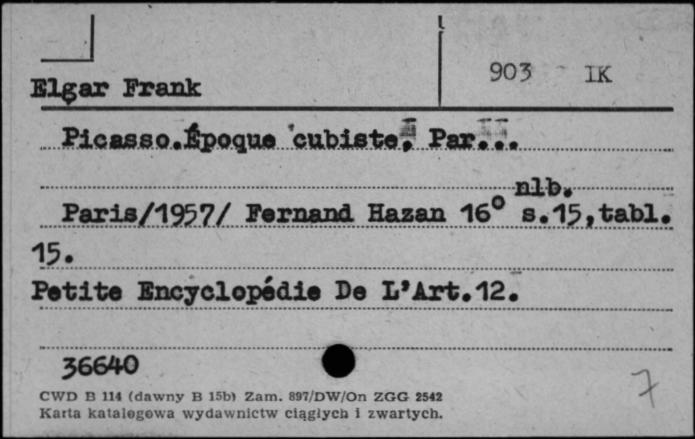 903 IK
Elgar Frank
Picasso.Époque cubiste, Par...
nlb.
Paris/1957/ Fernand Hazan 16° s.15,tabl.
15.
Petite Encyclopédie De L'Art.12.
36640
7
CWD B 114 (dawny B 15b) Zam. 897/DW/On ZGG 2542
Karta katalogowa wydawnictw ciągłych i zwartych.